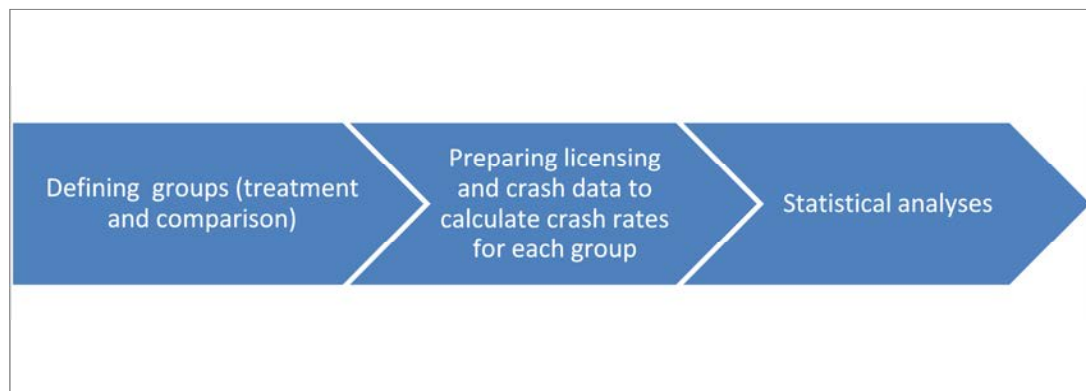 Defining groups (treatment
and comparison)
Preparing licensing
and crash data to
calculate crash rates
for each group
Statistical analyses